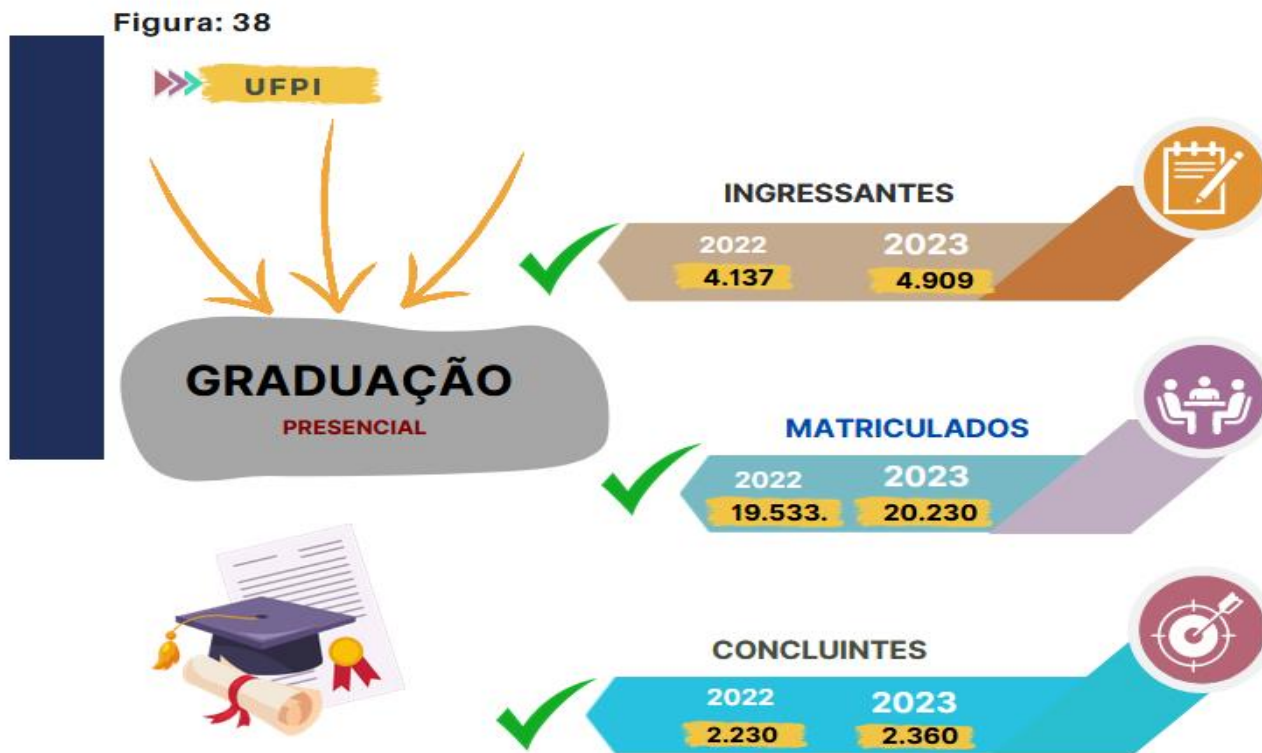 Figura: 38
UFPI
GRADUAÇÃO
PRESENCIAL
INGRESSANTES
2022 2023
4.137 4.909
MATRICULADOS
2022 2023
19.533. 20.230
CONCLUINTES
2022 2023
2.230 2.360